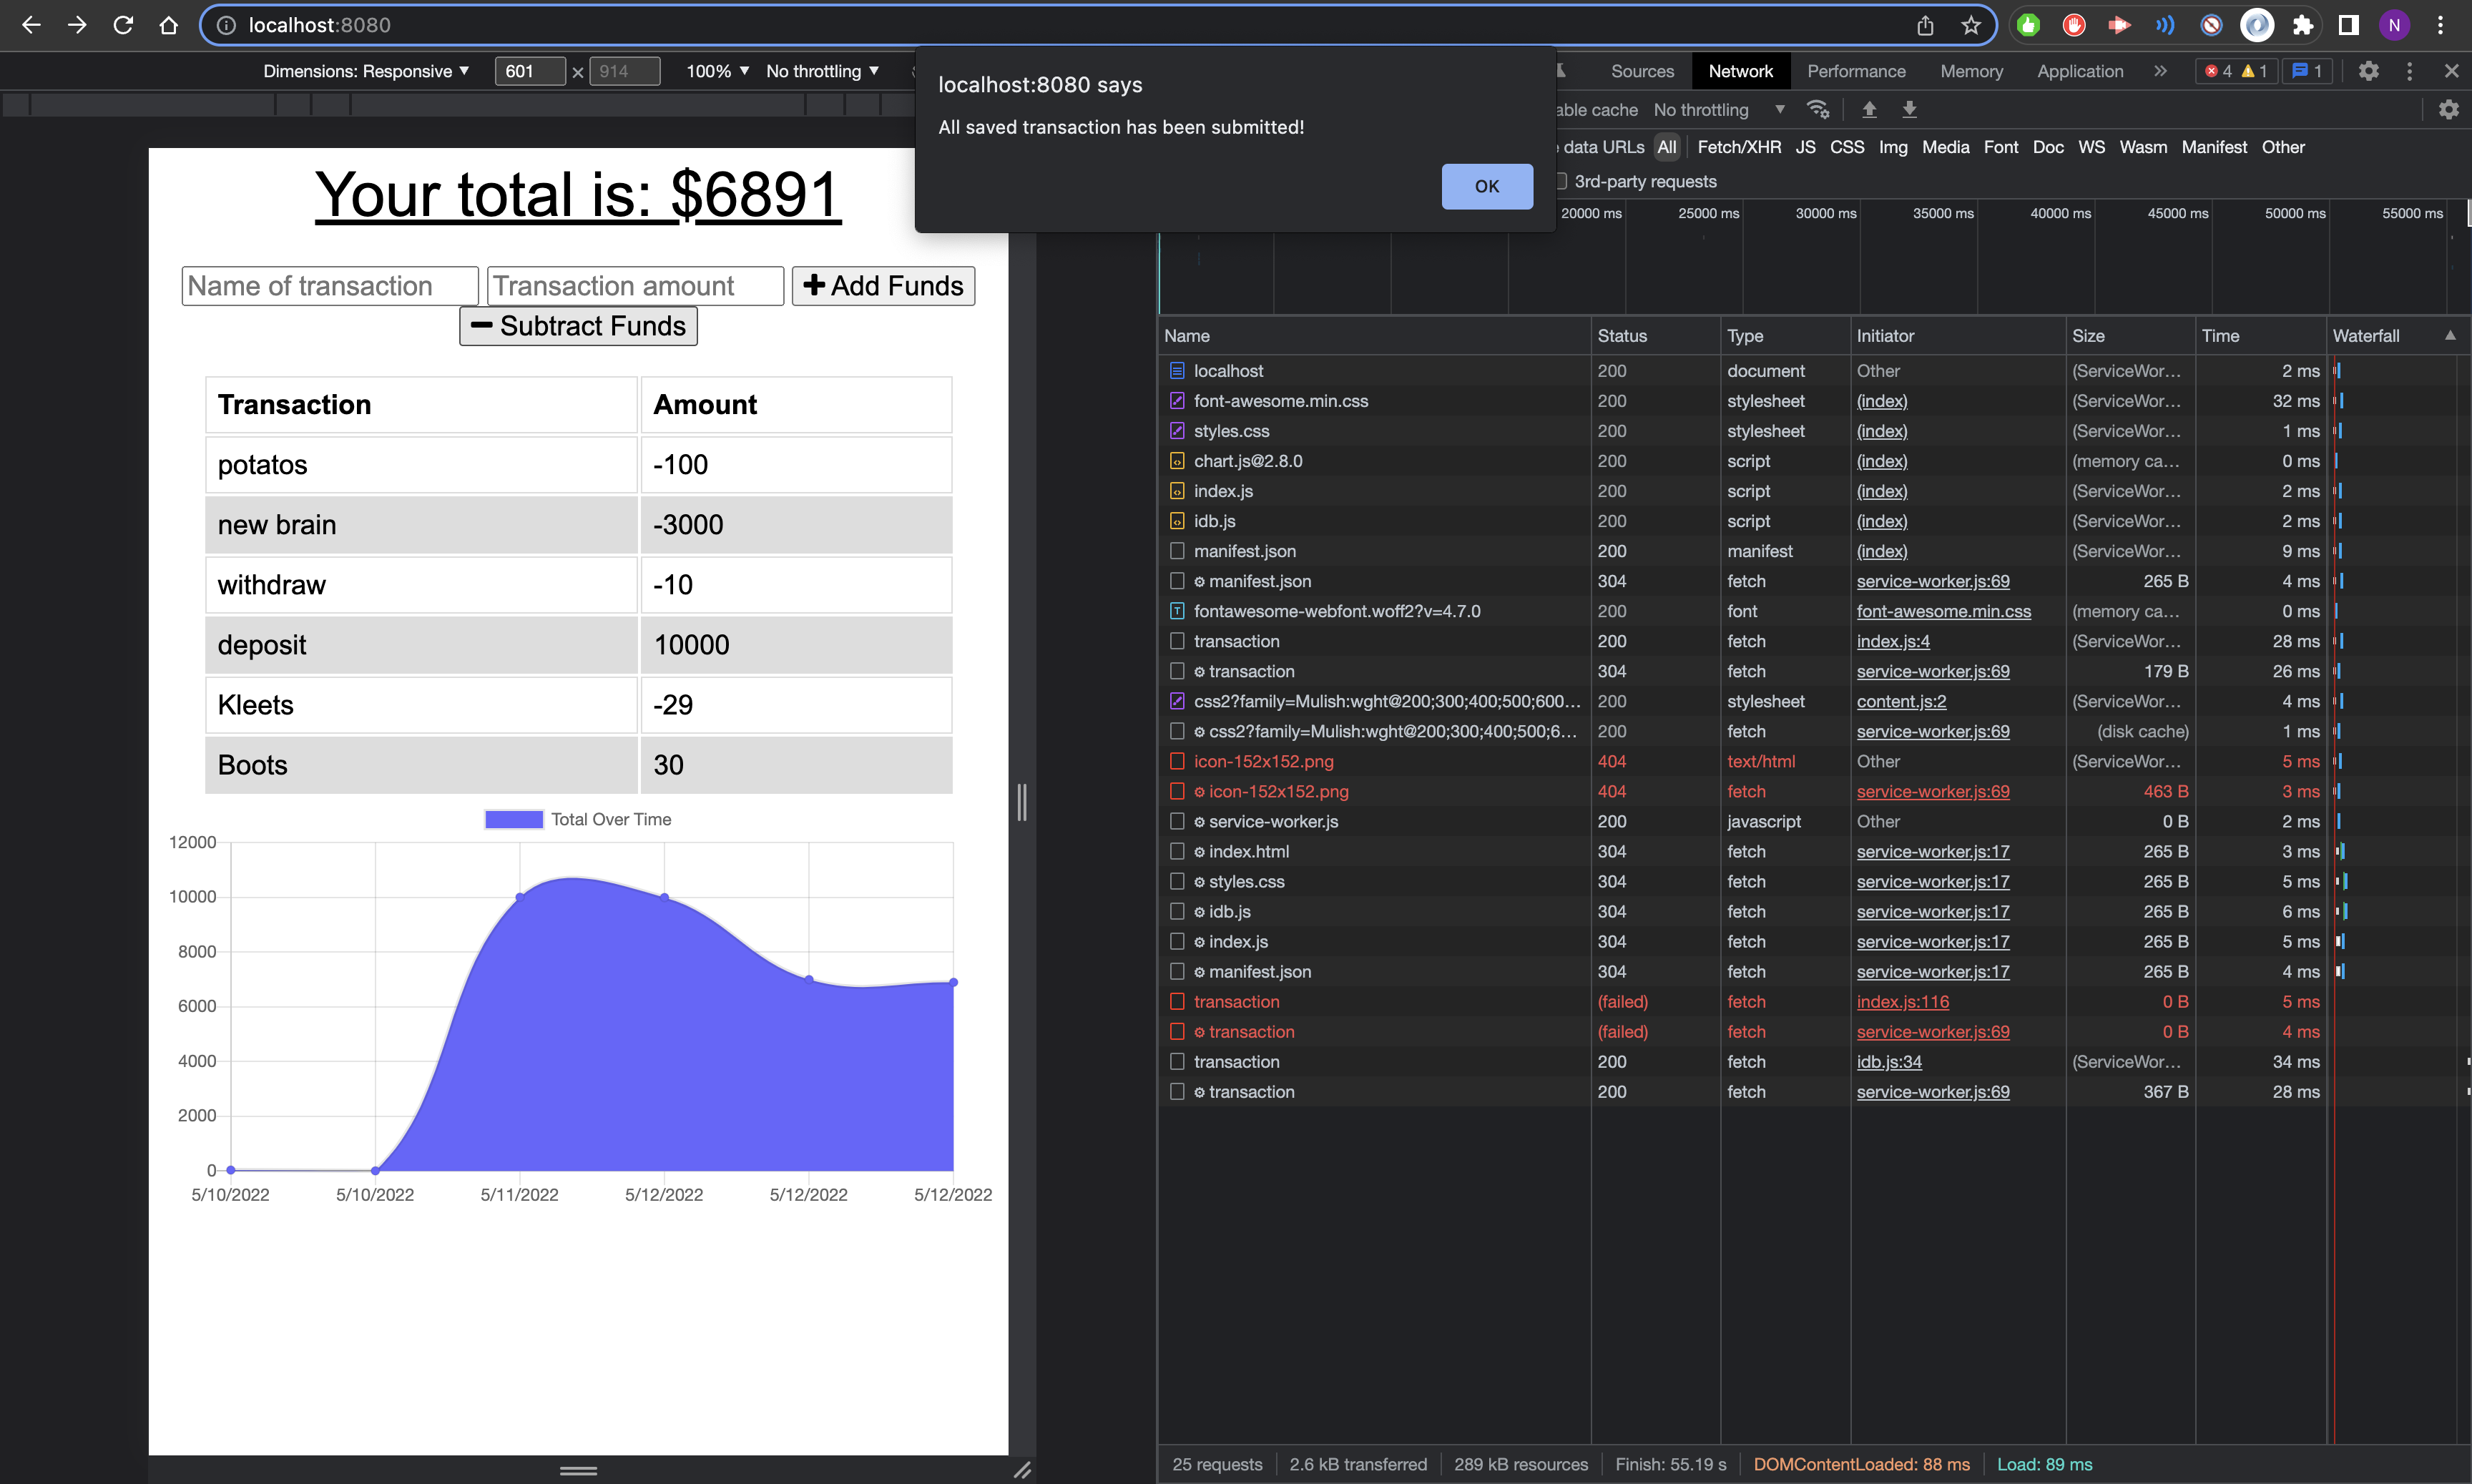 localhost:8080
N
Dimensions: Responsive ▼ 601 × 914 100% ▼ No throttling ▼
Sources Network Performance Memory Application » 4 1 1
able cache No throttling ▼
localhost:8080 says
All saved transaction has been submitted!
OK
data URLs All Fetch/XHR JS CSS Img Media Font Doc WS Wasm Manifest Other
3rd-party requests
20000 ms 25000 ms 30000 ms 35000 ms 40000 ms 45000 ms 50000 ms 55000 ms
Your total is: $6891
Name of transaction Transaction amount Add Funds
Subtract Funds
Transaction Amount
potatos -100
new brain -3000
withdraw -10
deposit 10000
Kleets -29
Boots 30
Total Over Time
12000
10000
8000
6000
4000
2000
0
5/10/2022 5/10/2022 5/11/2022 5/12/2022 5/12/2022 5/12/2022
Name Status Type Initiator Size Time Waterfall
localhost 200 document Other (ServiceWor... 2 ms
font-awesome.min.css 200 stylesheet (index) (ServiceWor... 32 ms
styles.css 200 stylesheet (index) (ServiceWor... 1 ms
chart.js@2.8.0 200 script (index) (memory ca... 0 ms
index.js 200 script (index) (ServiceWor... 2 ms
idb.js 200 script (index) (ServiceWor... 2 ms
manifest.json 200 manifest (index) (ServiceWor... 9 ms
manifest.json 304 fetch service-worker.js:69 265 B 4 ms
fontawesome-webfont.woff2?v=4.7.0 200 font font-awesome.min.css (memory ca... 0 ms
transaction 200 fetch index.js:4 (ServiceWor... 28 ms
transaction 304 fetch service-worker.js:69 179 B 26 ms
css2?family=Mulish:wght@200;300;400;500;600... 200 stylesheet content.js:2 (ServiceWor... 4 ms
css2?family=Mulish:wght@200;300;400;500;6... 200 fetch service-worker.js:69 (disk cache) 1 ms
icon-152x152.png 404 text/html Other (ServiceWor... 5 ms
icon-152x152.png 404 fetch service-worker.js:69 463 B 3 ms
service-worker.js 200 javascript Other 0 B 2 ms
index.html 304 fetch service-worker.js:17 265 B 3 ms
styles.css 304 fetch service-worker.js:17 265 B 5 ms
idb.js 304 fetch service-worker.js:17 265 B 6 ms
index.js 304 fetch service-worker.js:17 265 B 5 ms
manifest.json 304 fetch service-worker.js:17 265 B 4 ms
transaction (failed) fetch index.js:116 0 B 5 ms
transaction (failed) fetch service-worker.js:69 0 B 4 ms
transaction 200 fetch idb.js:34 (ServiceWor... 34 ms
transaction 200 fetch service-worker.js:69 367 B 28 ms
25 requests 2.6 kB transferred 289 kB resources Finish: 55.19 s DOMContentLoaded: 88 ms Load: 89 ms